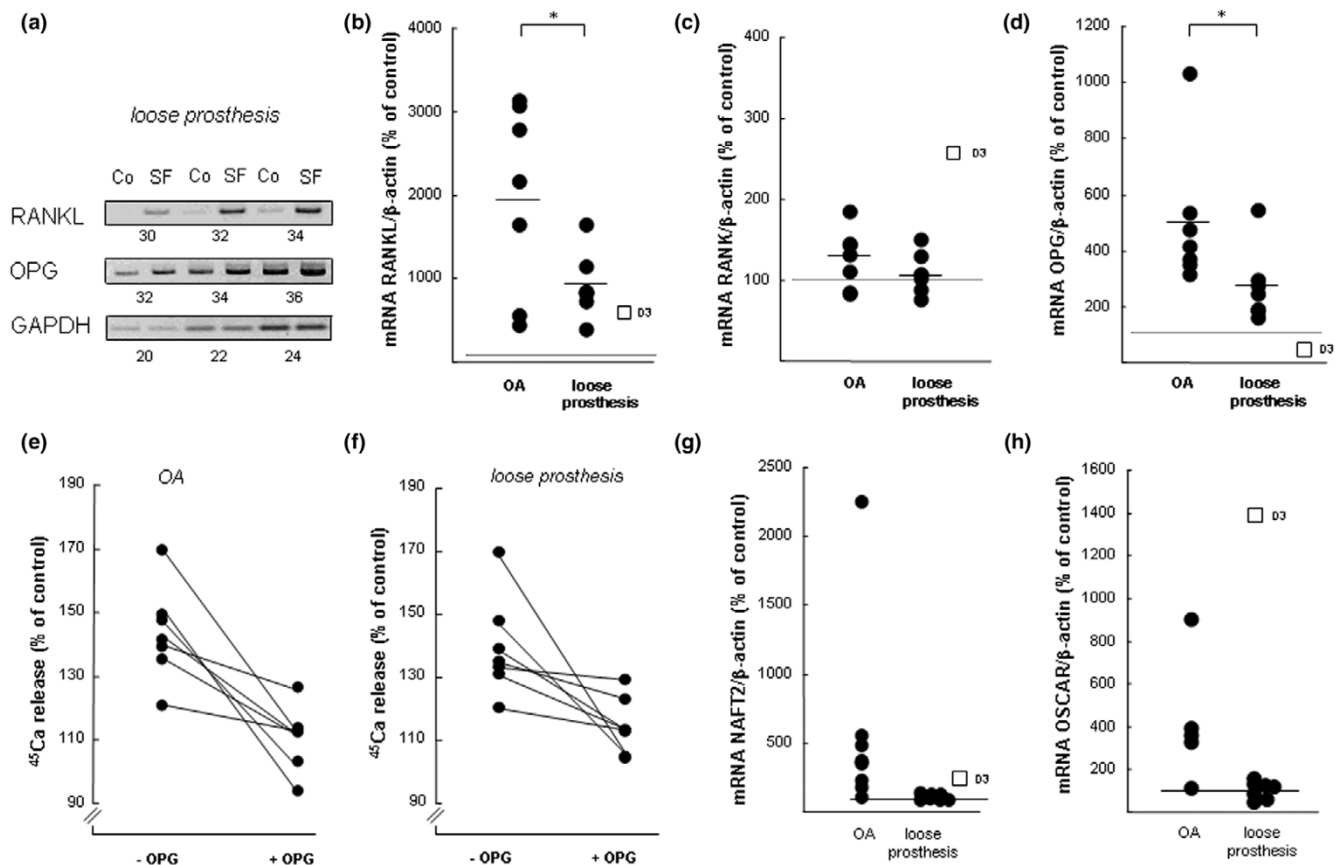 (a)
loose prosthesis
Co SF Co SF Co SF
RANKL
30 32 34
OPG
32 34 36
GAPDH
20 22 24
(b)
mRNA RANKL/β-actin (% of control)
4000
3000
2000
1000
*
D3
OA
loose
prosthesis
(c)
mRNA RANK/β-actin (% of control)
400
300
200
100
0
D3
OA
loose
prosthesis
(d)
mRNA OPG/β-actin (% of control)
1200
1000
800
600
400
200
*
D3
OA
loose
prosthesis
(e)
OA
45Ca release (% of control)
190
170
150
130
110
90
- OPG + OPG
(f)
loose prosthesis
45Ca release (% of control)
190
170
150
130
110
90
- OPG + OPG
(g)
mRNA NAFT2/β-actin (% of control)
2500
2000
1500
1000
500
D3
OA
loose
prosthesis
(h)
mRNA OSCAR/β-actin (% of control)
1600
1400
1200
1000
800
600
400
200
D3
OA
loose
prosthesis